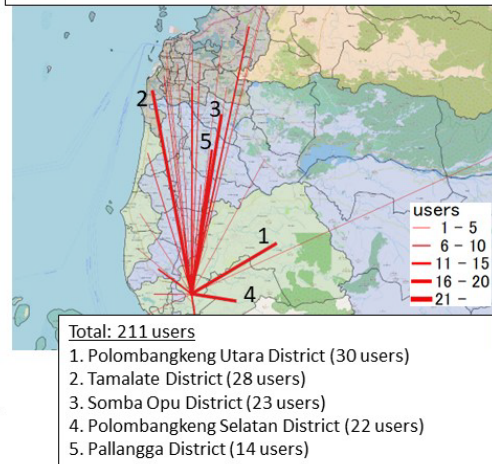 2
3
5
1
4
users
1 - 5
6 - 10
11 - 15
16 - 20
21 -
Total: 211 users
1. Polombangkeng Utara District (30 users)
2. Tamalate District (28 users)
3. Somba Opu District (23 users)
4. Polombangkeng Selatan District (22 users)
5. Pallangga District (14 users)